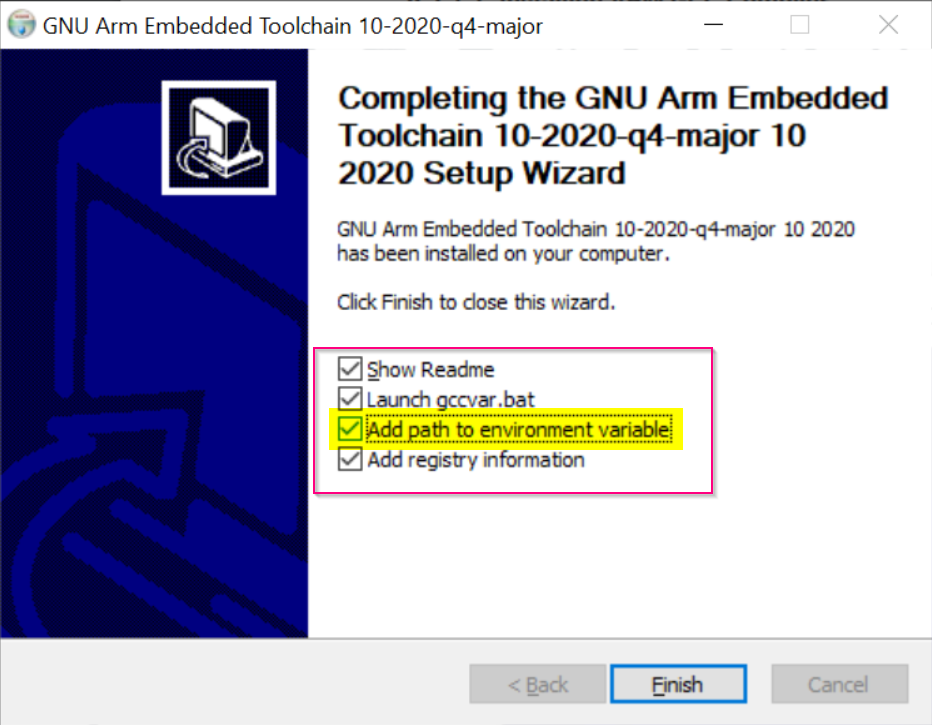 GNU Arm Embedded Toolchain 10-2020-q4-major
Completing the GNU Arm Embedded
Toolchain 10-2020-q4-major 10
2020 Setup Wizard
GNU Arm Embedded Toolchain 10-2020-q4-major 10 2020
has been installed on your computer.
Click Finish to close this wizard.
Show Readme
Launch gccvar.bat
Add path to environment variable
Add registry information
< Back
Finish
Cancel